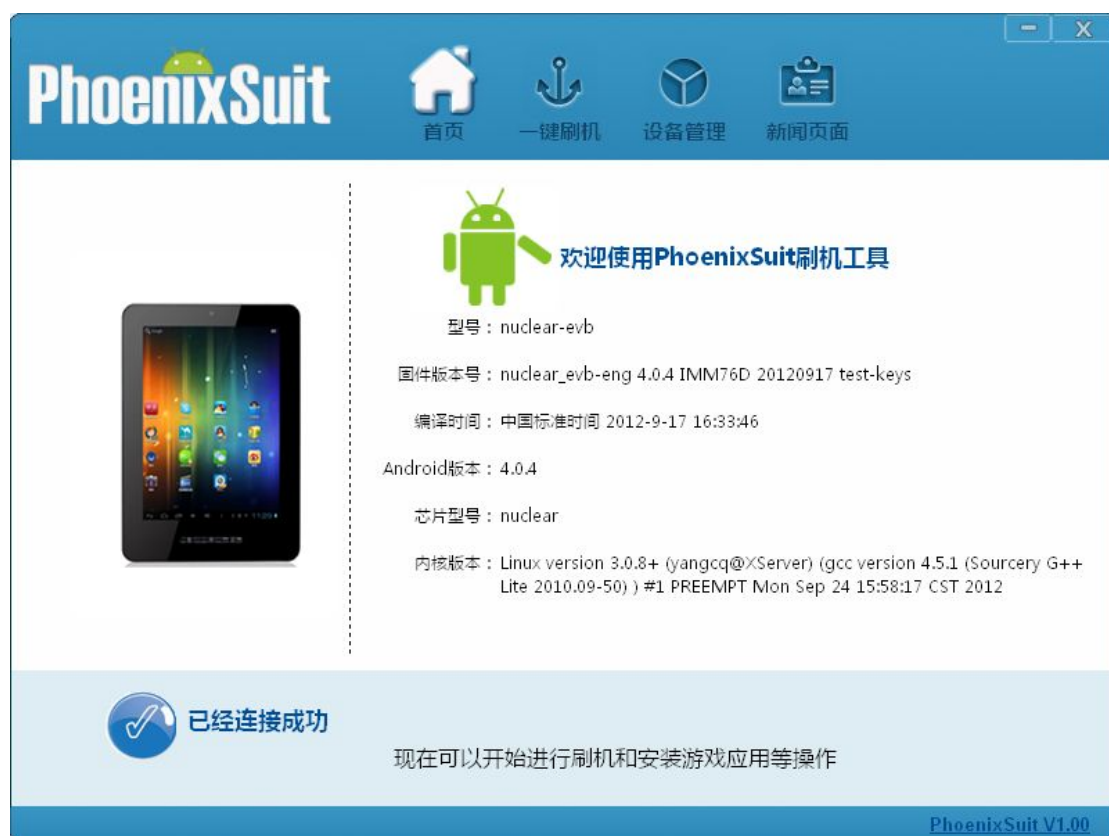 PhoenixSuit
首页
一键刷机
设备管理
新闻页面
欢迎使用PhoenixSuit刷机工具
型号： nuclear-evb
固件版本号： nuclear_evb-eng 4.0.4 IMM76D 20120917 test-keys
编译时间： 中国标准时间 2012-9-17 16:33:46
Android版本： 4.0.4
芯片型号： nuclear
内核版本： Linux version 3.0.8+ (yangcq@XServer) (gcc version 4.5.1 (Sourcery G++
Lite 2010.09-50) ) #1 PREEMPT Mon Sep 24 15:58:17 CST 2012
已经连接成功
现在可以开始进行刷机和安装游戏应用等操作
PhoenixSuit V1.00